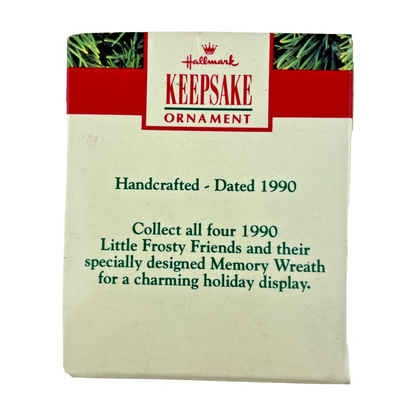 Hallmark
KEEPSAKE
ORNAMENT
Handcrafted - Dated 1990
Collect all four 1990
Little Frosty Friends and their
specially designed Memory Wreath
for a charming holiday display.